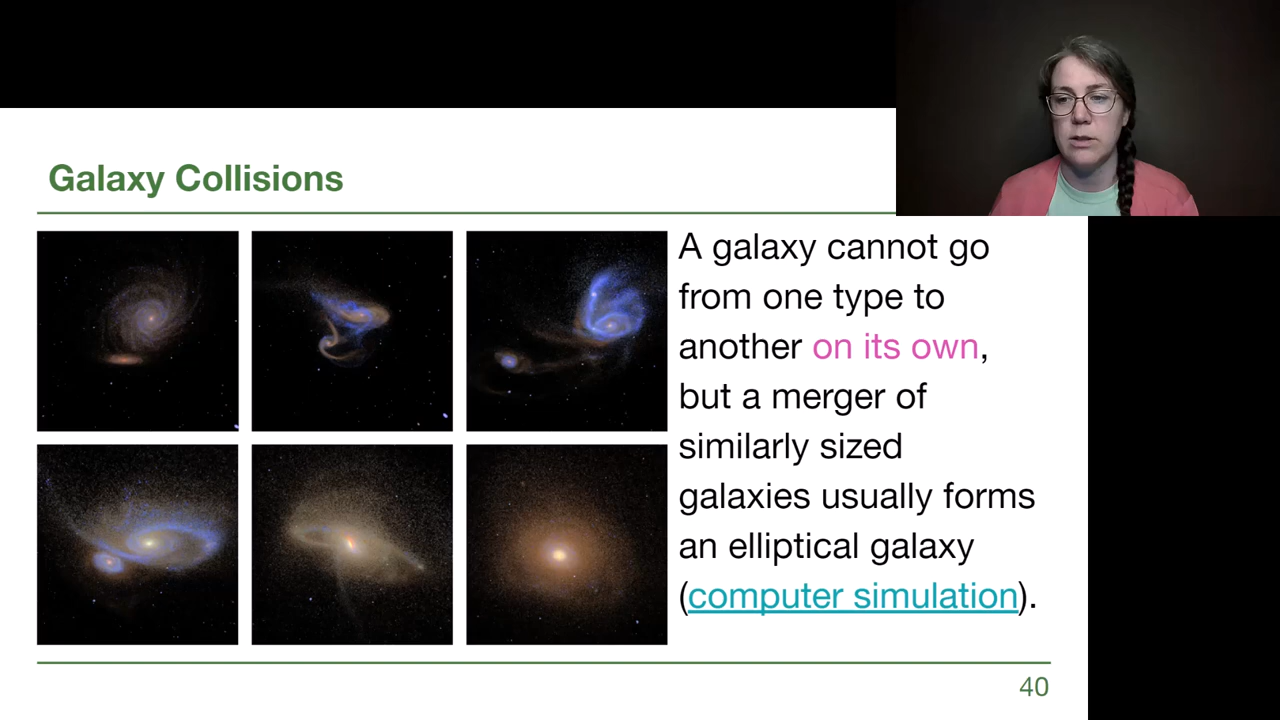 Galaxy Collisions
A galaxy cannot go
from one type to
another on its own,
but a merger of
similarly sized
galaxies usually forms
an elliptical galaxy
(computer simulation).
40